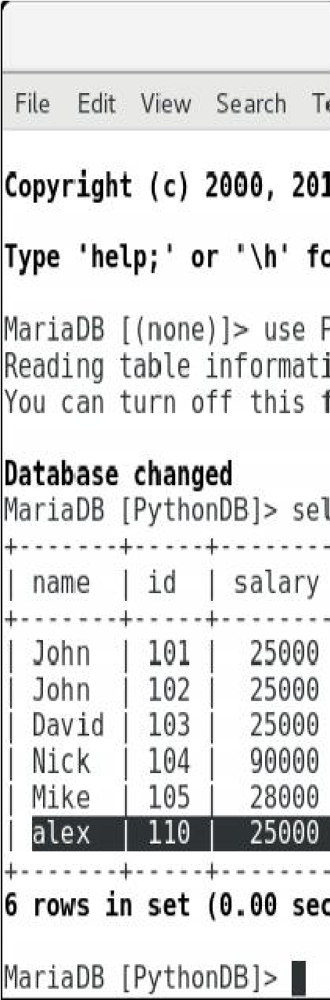 File Edit View Search Te
Copyright (c) 2000, 201
Type 'help;' or '\h' fo
MariaDB [(none)]> use P
Reading table informati
You can turn off this f
Database changed
MariaDB [PythonDB]> sel
+-------+-----+--------
| name | id | salary
+-------+-----+--------
| John | 101 | 25000
| John | 102 | 25000
| David | 103 | 25000
| Nick | 104 | 90000
| Mike | 105 | 28000
| alex | 110 | 25000
+-------+-----+--------
6 rows in set (0.00 sec
MariaDB [PythonDB]>